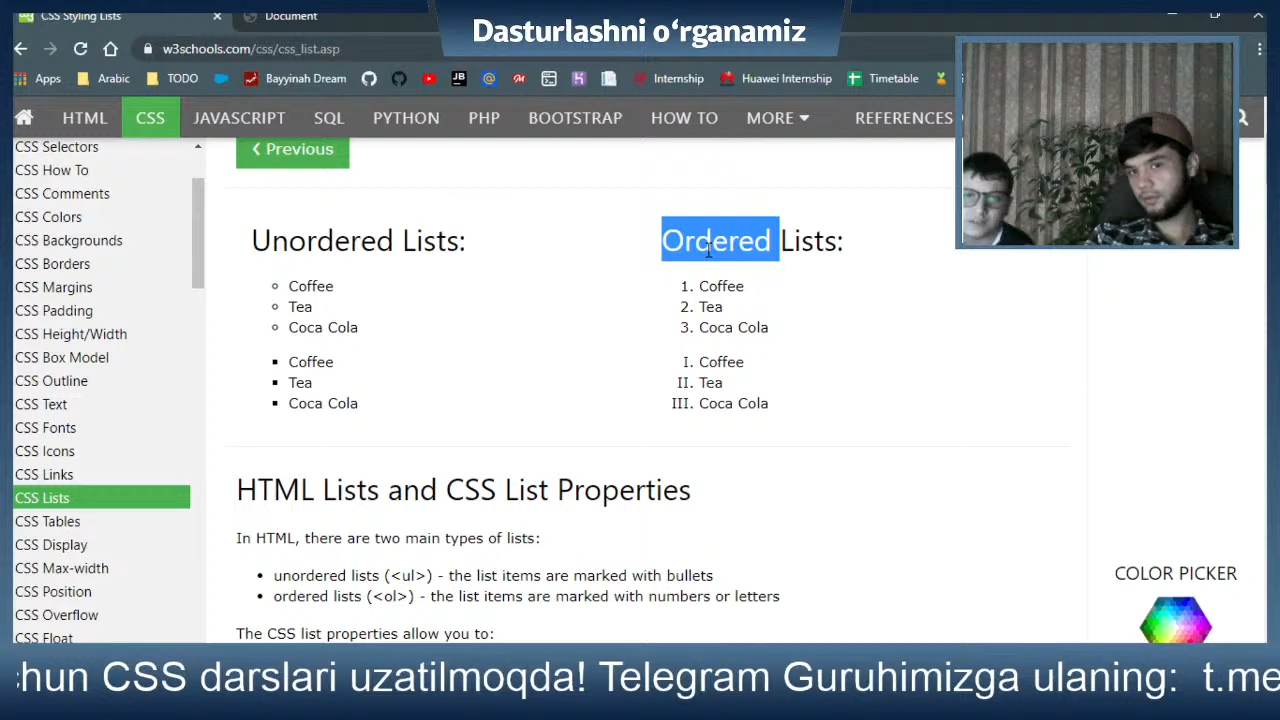 CSS Styling Lists
Document
Dasturlashni o‘rganamiz
w3schools.com/css/css_list.asp
Apps
Arabic
TODO
Bayyinah Dream
Internship
Huawei Internship
Timetable
HTML
CSS
JAVASCRIPT
SQL
PYTHON
PHP
BOOTSTRAP
HOW TO
MORE
REFERENCES
CSS Selectors
CSS How To
CSS Comments
CSS Colors
CSS Backgrounds
CSS Borders
CSS Margins
CSS Padding
CSS Height/Width
CSS Box Model
CSS Outline
CSS Text
CSS Fonts
CSS Icons
CSS Links
CSS Lists
CSS Tables
CSS Display
CSS Max-width
CSS Position
CSS Overflow
CSS Float
❮ Previous
Unordered Lists:
Coffee
Tea
Coca Cola
Coffee
Tea
Coca Cola
Ordered Lists:
1. Coffee
2. Tea
3. Coca Cola
I. Coffee
II. Tea
III. Coca Cola
HTML Lists and CSS List Properties
In HTML, there are two main types of lists:
unordered lists (<ul>) - the list items are marked with bullets
ordered lists (<ol>) - the list items are marked with numbers or letters
The CSS list properties allow you to:
COLOR PICKER
chun CSS darslari uzatilmoqda! Telegram Guruhimizga ulaning: t.me